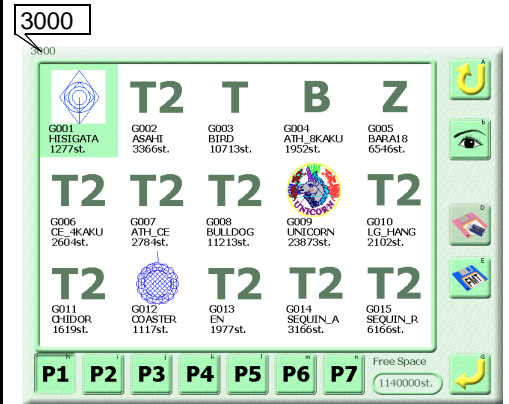 3000
3000
A
T2 T B Z
G001 G002 G003 G004 G005
HISIGATA ASAHI BIRD ATH_8KAKU BARA18
1277st. 3366st. 10713st. 1952st. 6546st.
b
T2 T2 T2 UNICORN T2
G006 G007 G008 G009 G010
CE_4KAKU ATH_CE BULLDOG UNICORN LG_HANG
2604st. 2784st. 11213st. 23873st. 2102st.
D
T2 T2 T2 T2
G011 G012 G013 G014 G015
CHIDOR COASTER EN SEQUIN_A SEQUIN_R
1619st. 1117st. 1977st. 3166st. 6166st.
E
FMT
h i j k l m n
P1 P2 P3 P4 P5 P6 P7
Free Space
1140000st.
G